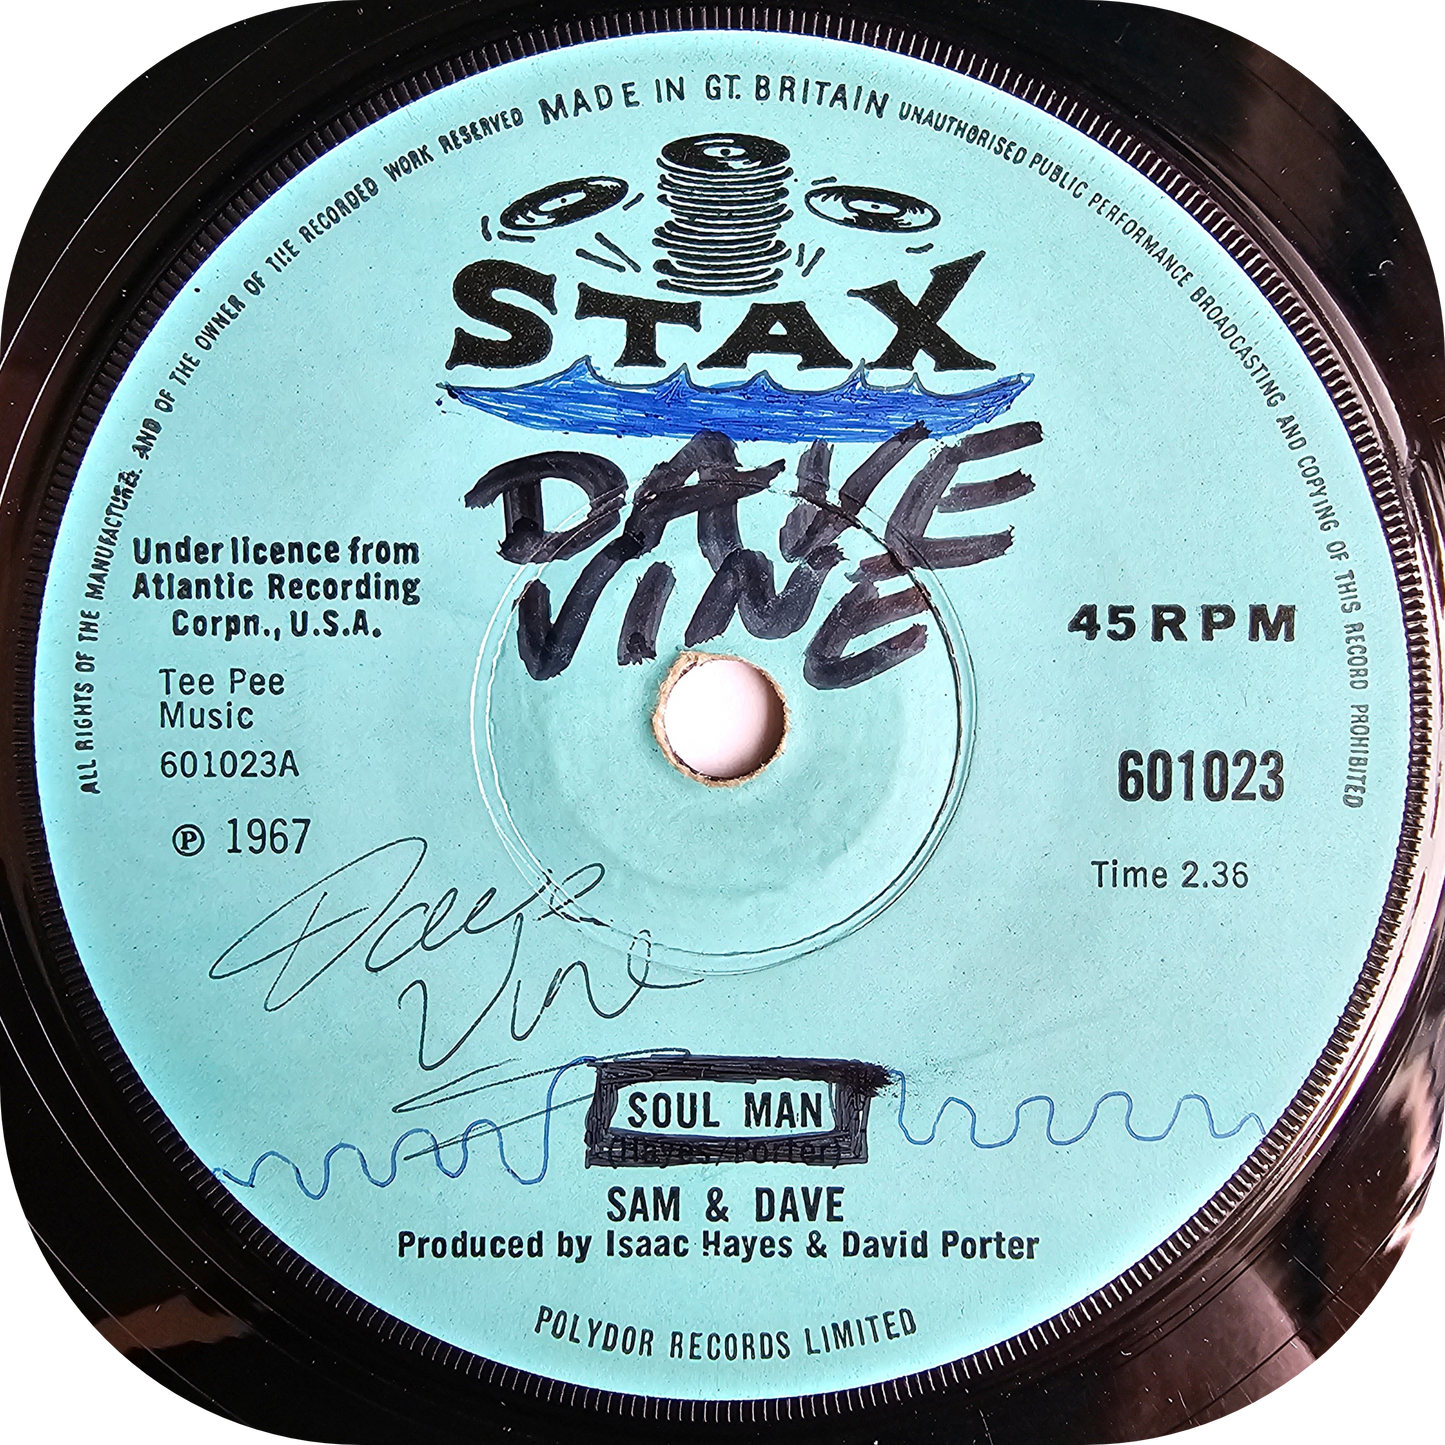 ALL RIGHTS OF THE MANUFACTURER AND OF THE OWNER OF THE RECORDED WORK RESERVED MADE IN GT. BRITAIN UNAUTHORISED PUBLIC PERFORMANCE BROADCASTING AND COPYING OF THIS RECORD PROHIBITED
STAX
DAVE
VINE
Under licence from
Atlantic Recording
Corpn., U.S.A.
Tee Pee
Music
601023A
℗ 1967
45 RPM
601023
Time 2.36
Dave
Vine
SOUL MAN
(Hayes/Porter)
SAM & DAVE
Produced by Isaac Hayes & David Porter
POLYDOR RECORDS LIMITED